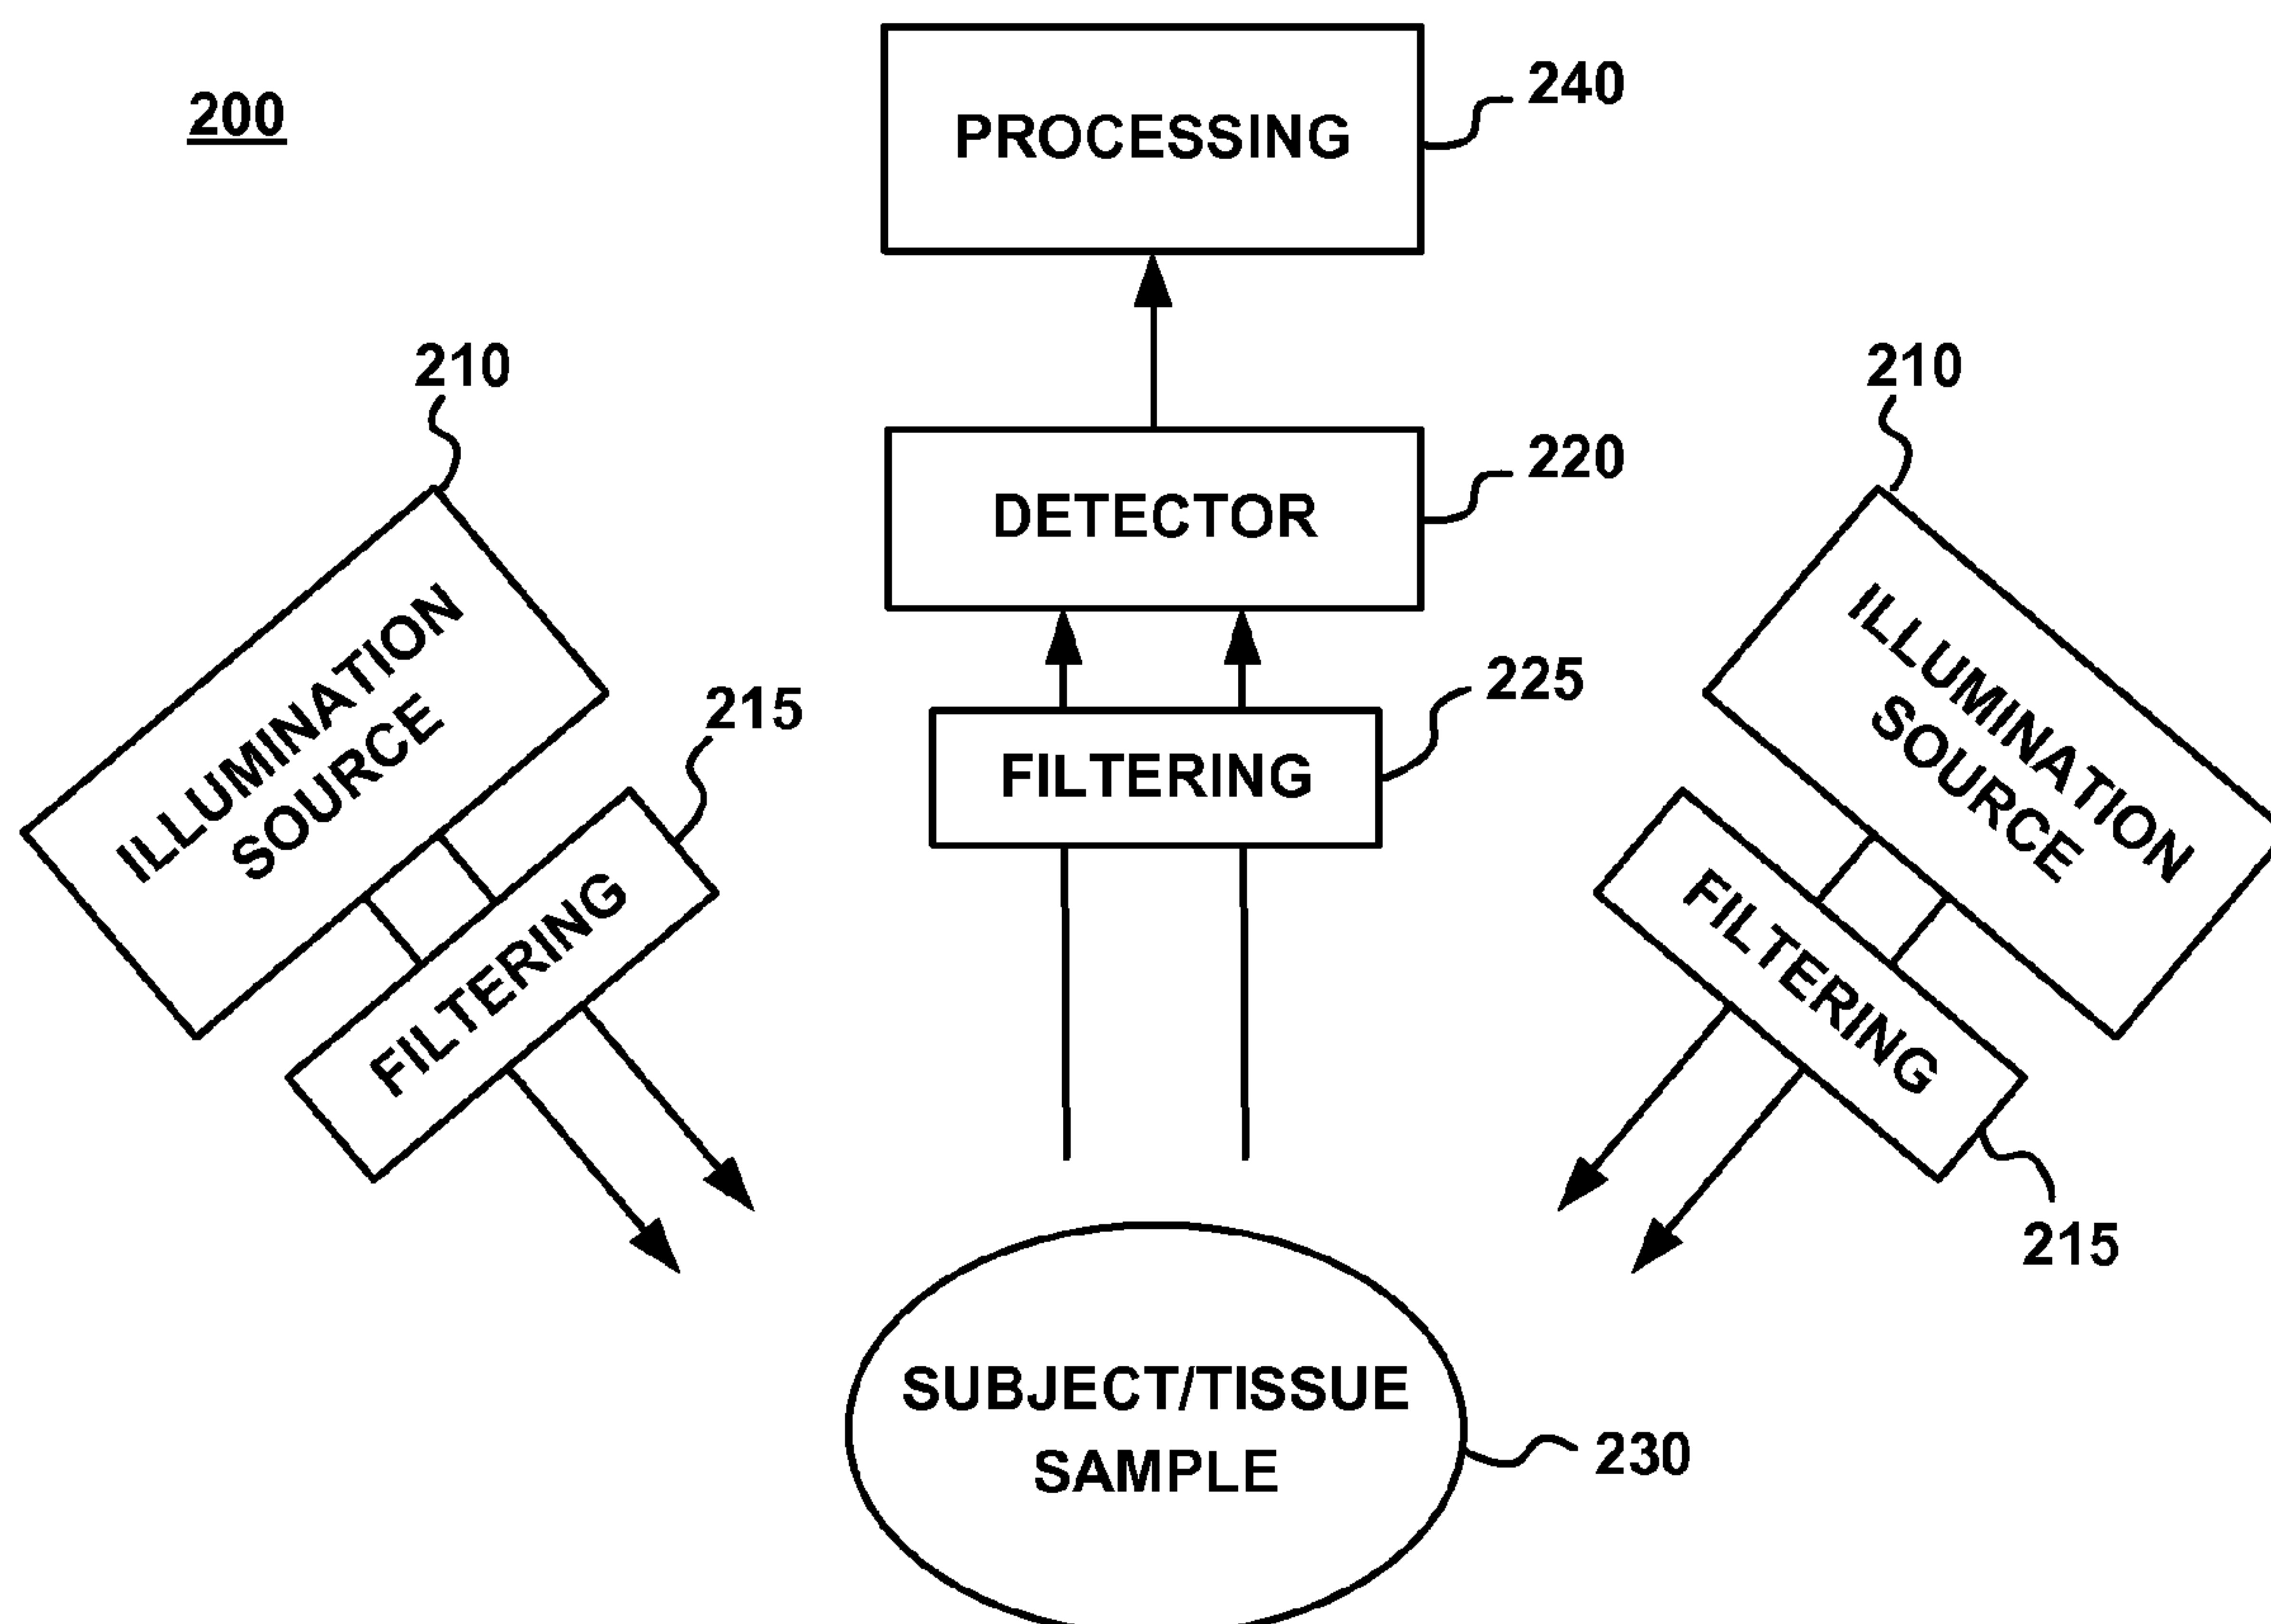 200
PROCESSING
240
210
210
DETECTOR
220
ILLUMINATION
SOURCE
ILLUMINATION
SOURCE
215
FILTERING
225
FILTERING
FILTERING
215
SUBJECT/TISSUE
SAMPLE
230